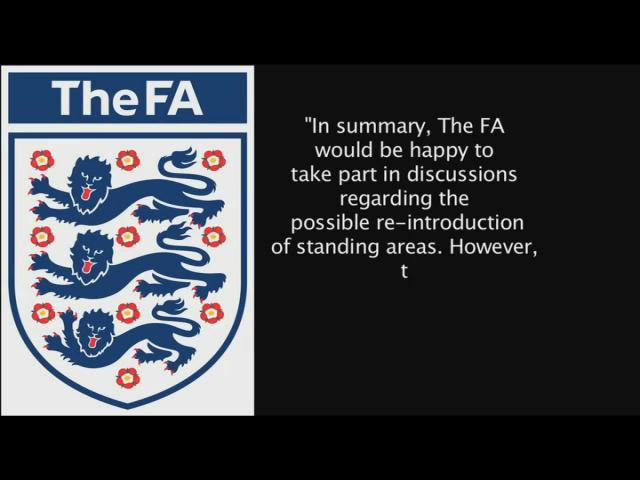 The FA
"In summary, The FA
would be happy to
take part in discussions
regarding the
possible re-introduction
of standing areas. However,
t